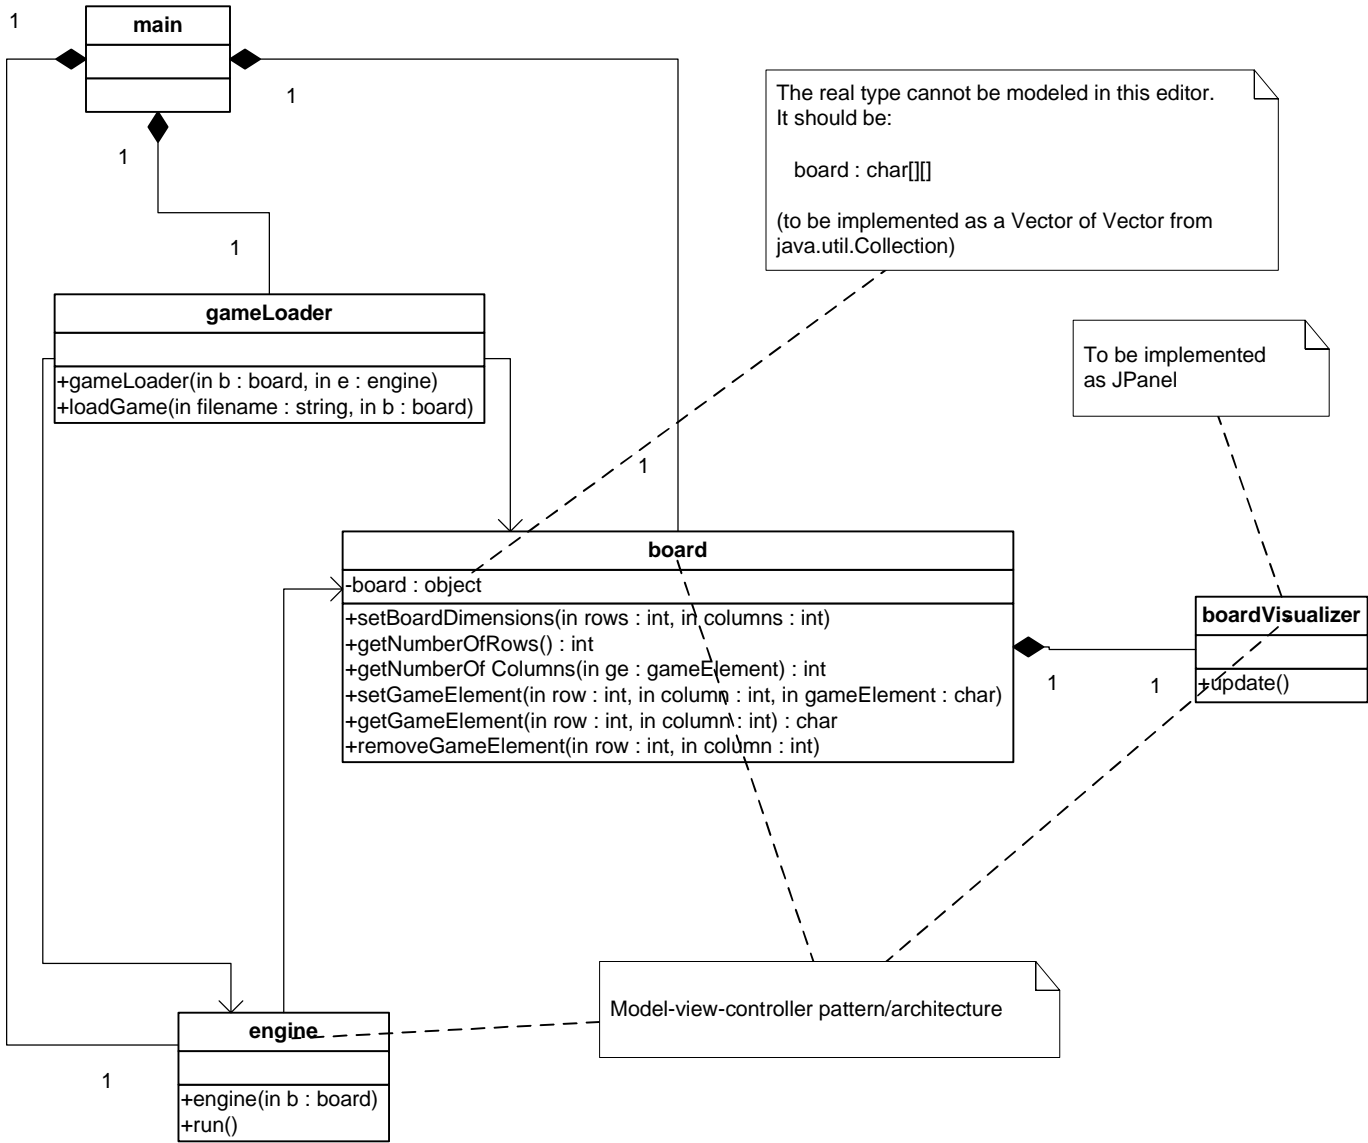 1
main
1
1
The real type cannot be modeled in this editor.
It should be:
board : char[][]
(to be implemented as a Vector of Vector from
java.util.Collection)
1
gameLoader
+gameLoader(in b : board, in e : engine)
+loadGame(in filename : string, in b : board)
To be implemented
as JPanel
1
board
-board : object
+setBoardDimensions(in rows : int, in columns : int)
+getNumberOfRows() : int
+getNumberOf Columns(in ge : gameElement) : int
+setGameElement(in row : int, in column : int, in gameElement : char)
+getGameElement(in row : int, in column : int) : char
+removeGameElement(in row : int, in column : int)
1
1
boardVisualizer
+update()
Model-view-controller pattern/architecture
engine
1
+engine(in b : board)
+run()